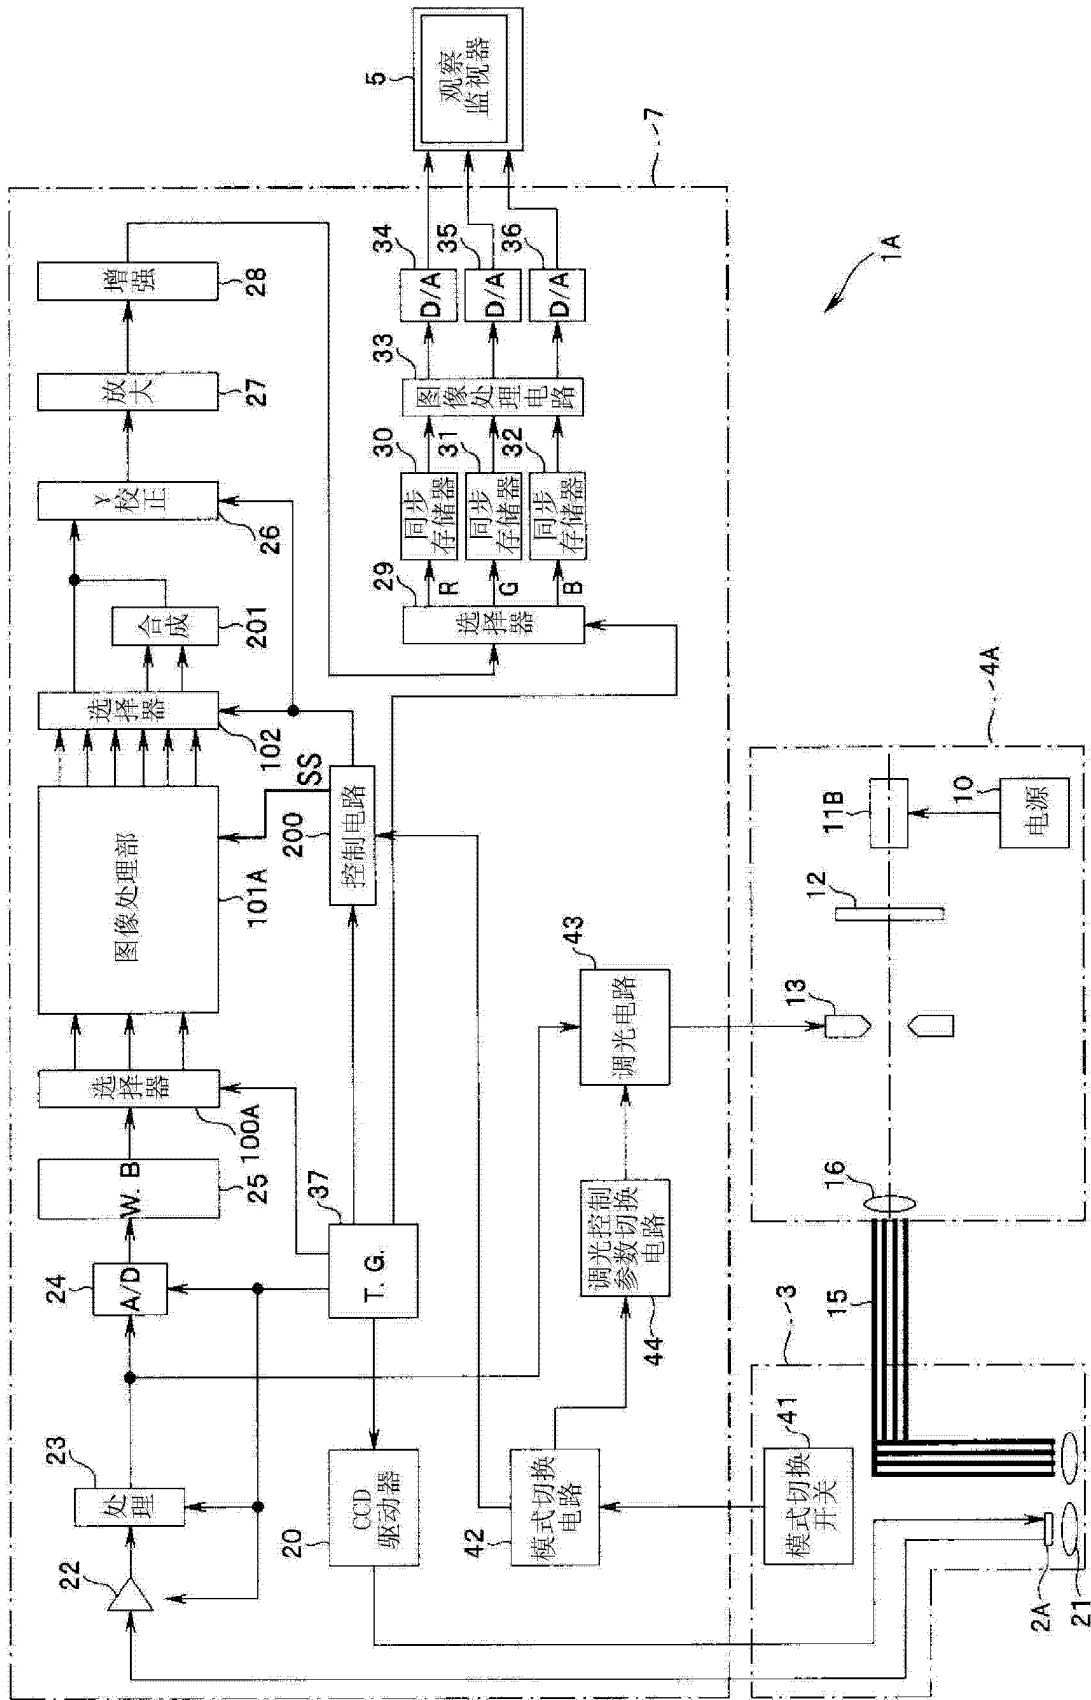 22
23
处理
24
A/D
W. B
25
选择器
100A
图像处理部
101A
选择器
102
合成
201
γ
校正
26
放大
27
增强
28
20
CCD
驱动器
T. G.
37
200
控制电路
SS
29
选择器
R
G
B
30
同步
存储器
31
同步
存储器
32
同步
存储器
33
图像处理电路
34
D/A
35
D/A
36
D/A
5
观察
监视器
42
模式切换
电路
44
调光控制
参数切换
电路
43
调光电路
7
41
模式切换
开关
3
15
16
13
12
11B
10
电源
4A
1A
2A
21